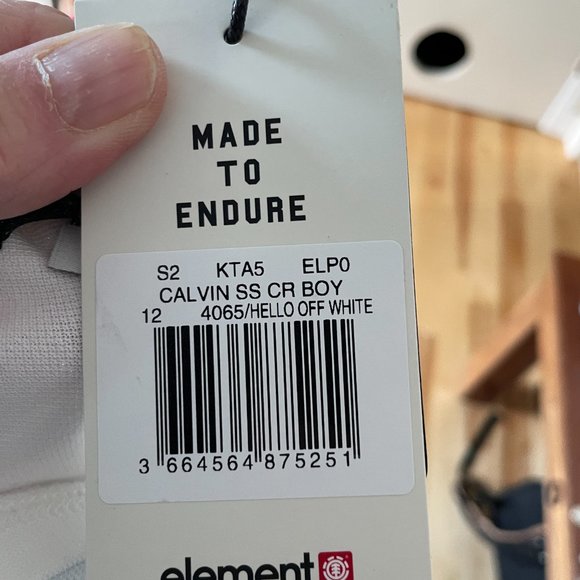 MADE
TO
ENDURE
S2 KTA5 ELP0
CALVIN SS CR BOY
12 4065/HELLO OFF WHITE
3 664564 875251
element